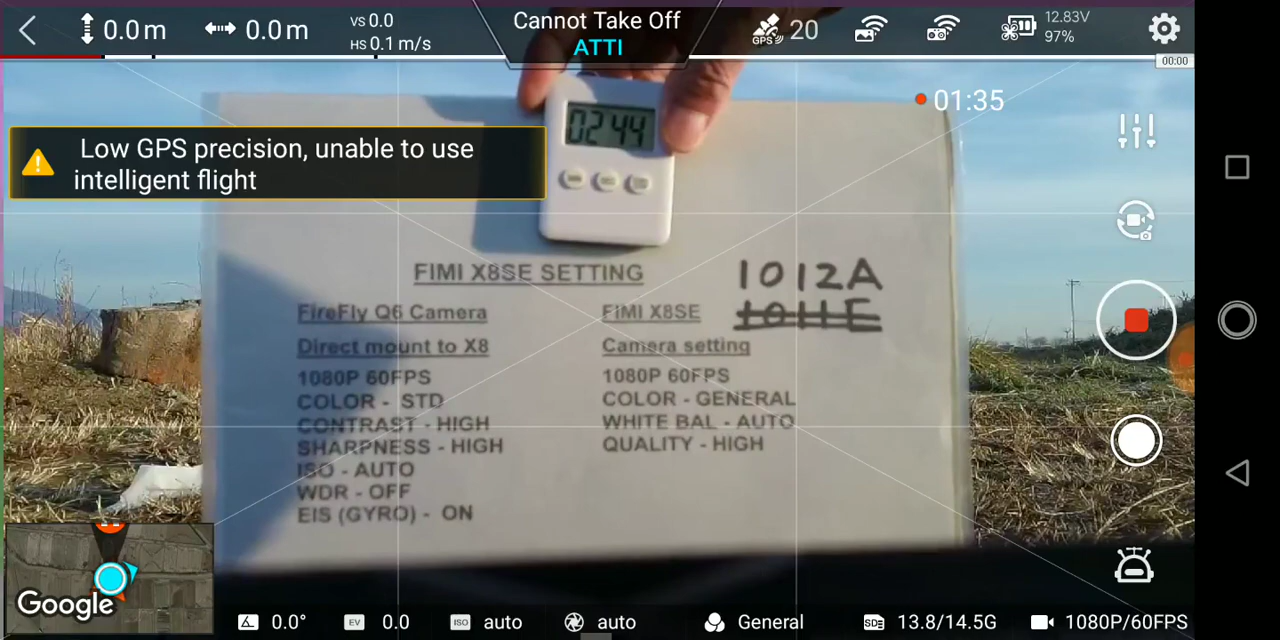 0.0m
0.0m
VS 0.0
HS 0.1 m/s
Cannot Take Off
ATTI
GPS
20
12.83V
97%
00:00
01:35
Low GPS precision, unable to use
intelligent flight
0244
FIMI X8SE SETTING
1012A
1011E
FireFly Q6 Camera
Direct mount to X8
1080P 60FPS
COLOR - STD
CONTRAST - HIGH
SHARPNESS - HIGH
ISO - AUTO
WDR - OFF
EIS (GYRO) - ON
FiMI X8SE
Camera setting
1080P 60FPS
COLOR - GENERAL
WHITE BAL - AUTO
QUALITY - HIGH
Google
0.0°
EV 0.0
ISO auto
auto
General
SD 13.8/14.5G
1080P/60FPS